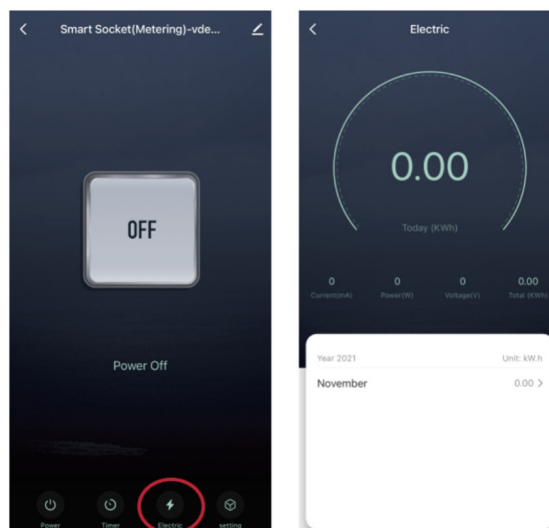 Smart Socket(Metering)-vde...
OFF
Power Off
Power Timer Electric setting
Electric
0.00
Today (KWh)
0 0 0 0.00
Current(mA) Power(W) Voltage(V) Total (KWh)
Year 2021 Unit: kW.h
November 0.00